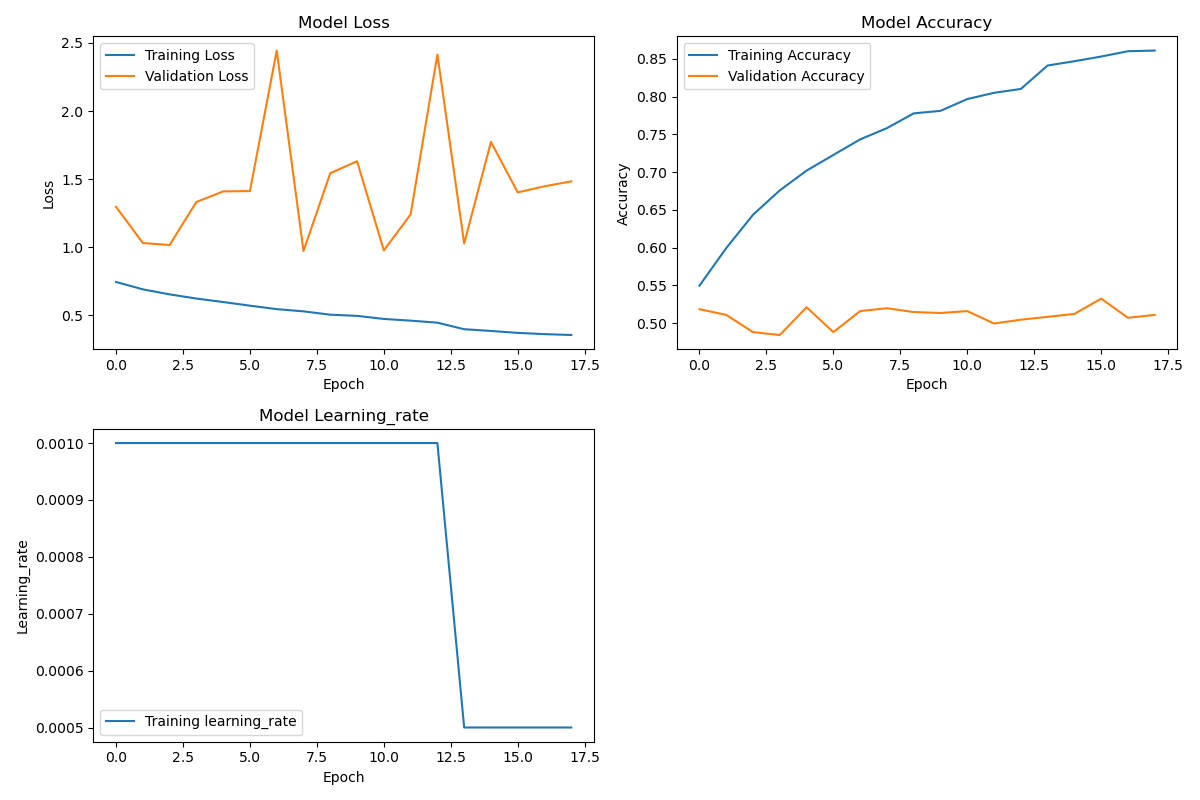 Model Loss
Training Loss
Validation Loss
2.5
2.0
1.5
1.0
0.5
Loss
0.0 2.5 5.0 7.5 10.0 12.5 15.0 17.5
Epoch
Model Accuracy
Training Accuracy
Validation Accuracy
0.85
0.80
0.75
0.70
0.65
0.60
0.55
0.50
Accuracy
0.0 2.5 5.0 7.5 10.0 12.5 15.0 17.5
Epoch
Model Learning_rate
0.0010
0.0009
0.0008
0.0007
0.0006
0.0005
Learning_rate
Training learning_rate
0.0 2.5 5.0 7.5 10.0 12.5 15.0 17.5
Epoch